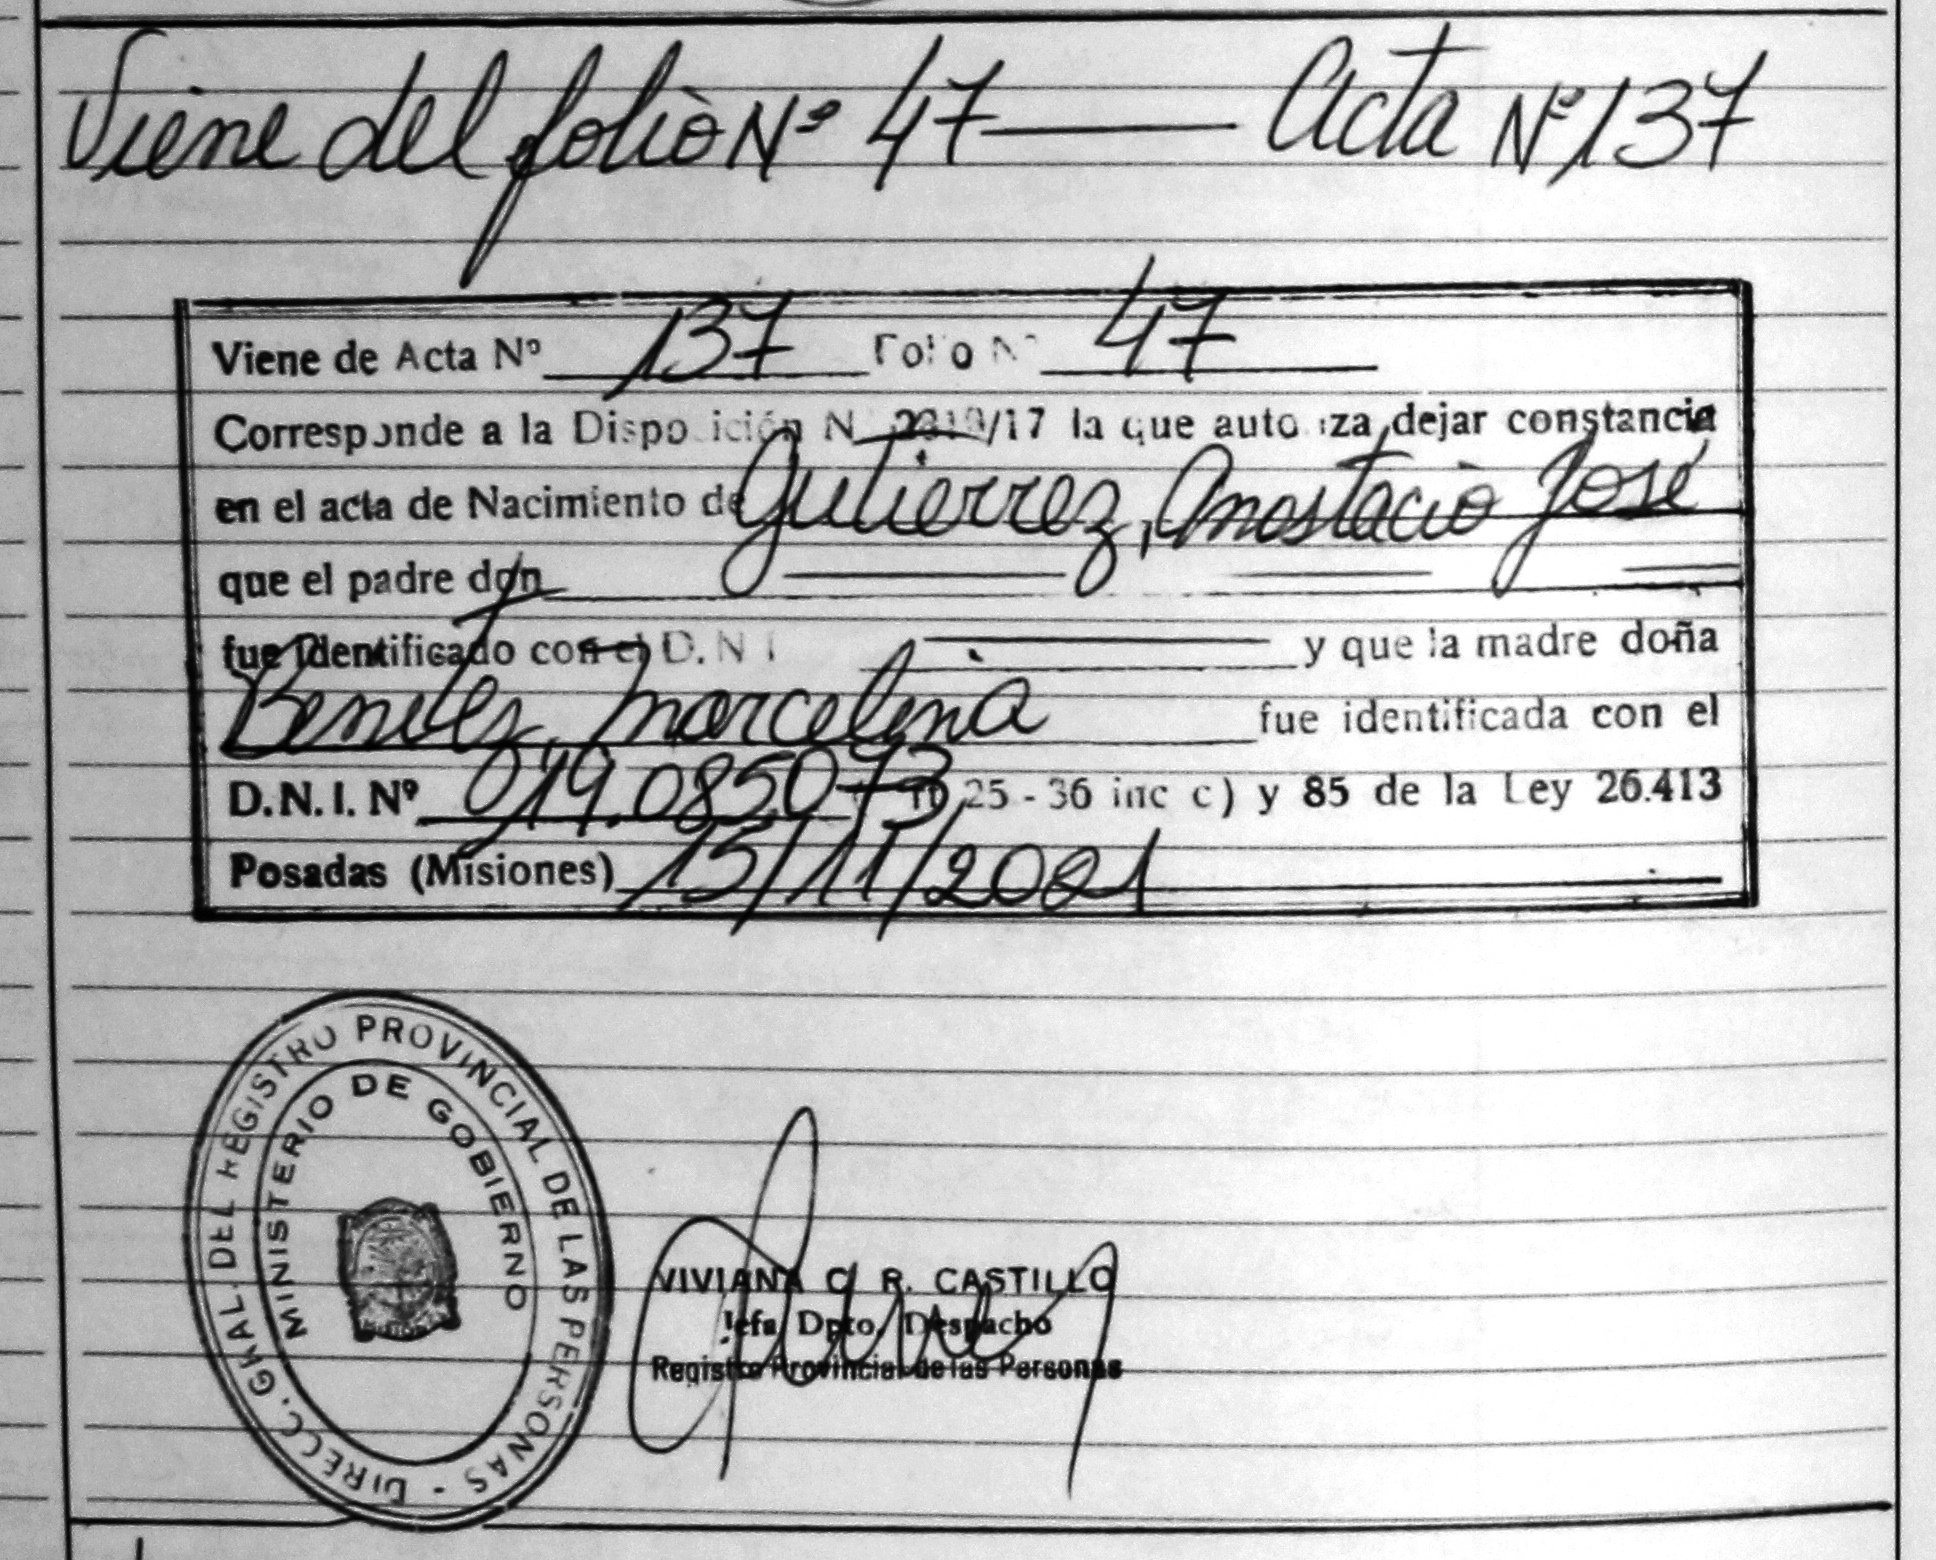 Viene del folio Nº 47 — Acta Nº 137
Viene de Acta Nº 137 Folio Nº 47
Corresponde a la Disposición N /17 la que autoriza dejar constancia
en el acta de Nacimiento de Gutierrez, Anastacio José
que el padre don
fue identificado con el D.N.I y que la madre doña
Benitez, Marcelina fue identificada con el
D.N.I. Nº 25 - 36 inc c) y 85 de la Ley 26.413
Posadas (Misiones) 15/11/2021
DIRECC. GRAL. DEL REGISTRO PROVINCIAL DE LAS PERSONAS -
MINISTERIO DE GOBIERNO
VIVIANA C R. CASTILLO
Jefa Dpto. Despacho
Registro Provincial de las Personas